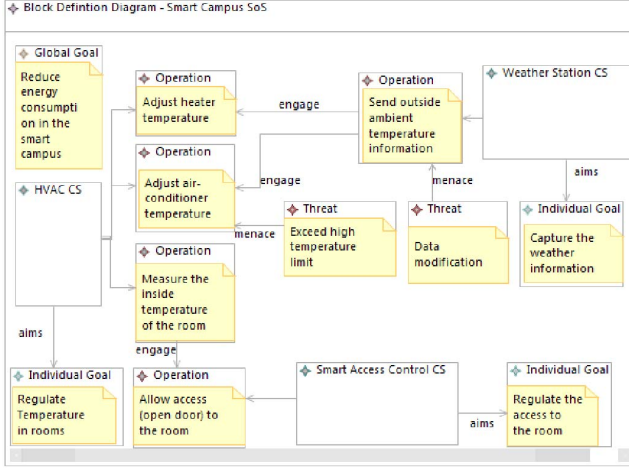 Block Defintion Diagram - Smart Campus SoS
Global Goal
Reduce
energy
consumpti
on in the
smart
campus
Operation
Adjust heater
temperature
engage
Operation
Send outside
ambient
temperature
information
Weather Station CS
Operation
Adjust air-
conditioner
temperature
engage
menace
aims
HVAC CS
menace
Threat
Exceed high
temperature
limit
Threat
Data
modification
Individual Goal
Capture the
weather
information
Operation
Measure the
inside
temperature
of the room
aims
engage
Individual Goal
Regulate
Temperature
in rooms
Operation
Allow access
(open door) to
the room
Smart Access Control CS
aims
Individual Goal
Regulate the
access to
the room